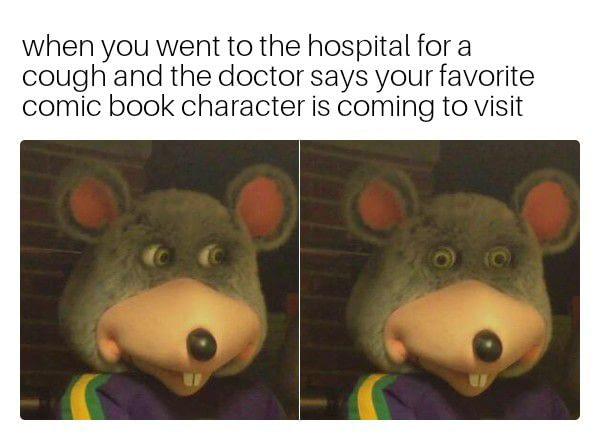 when you went to the hospital for a
cough and the doctor says your favorite
comic book character is coming to visit